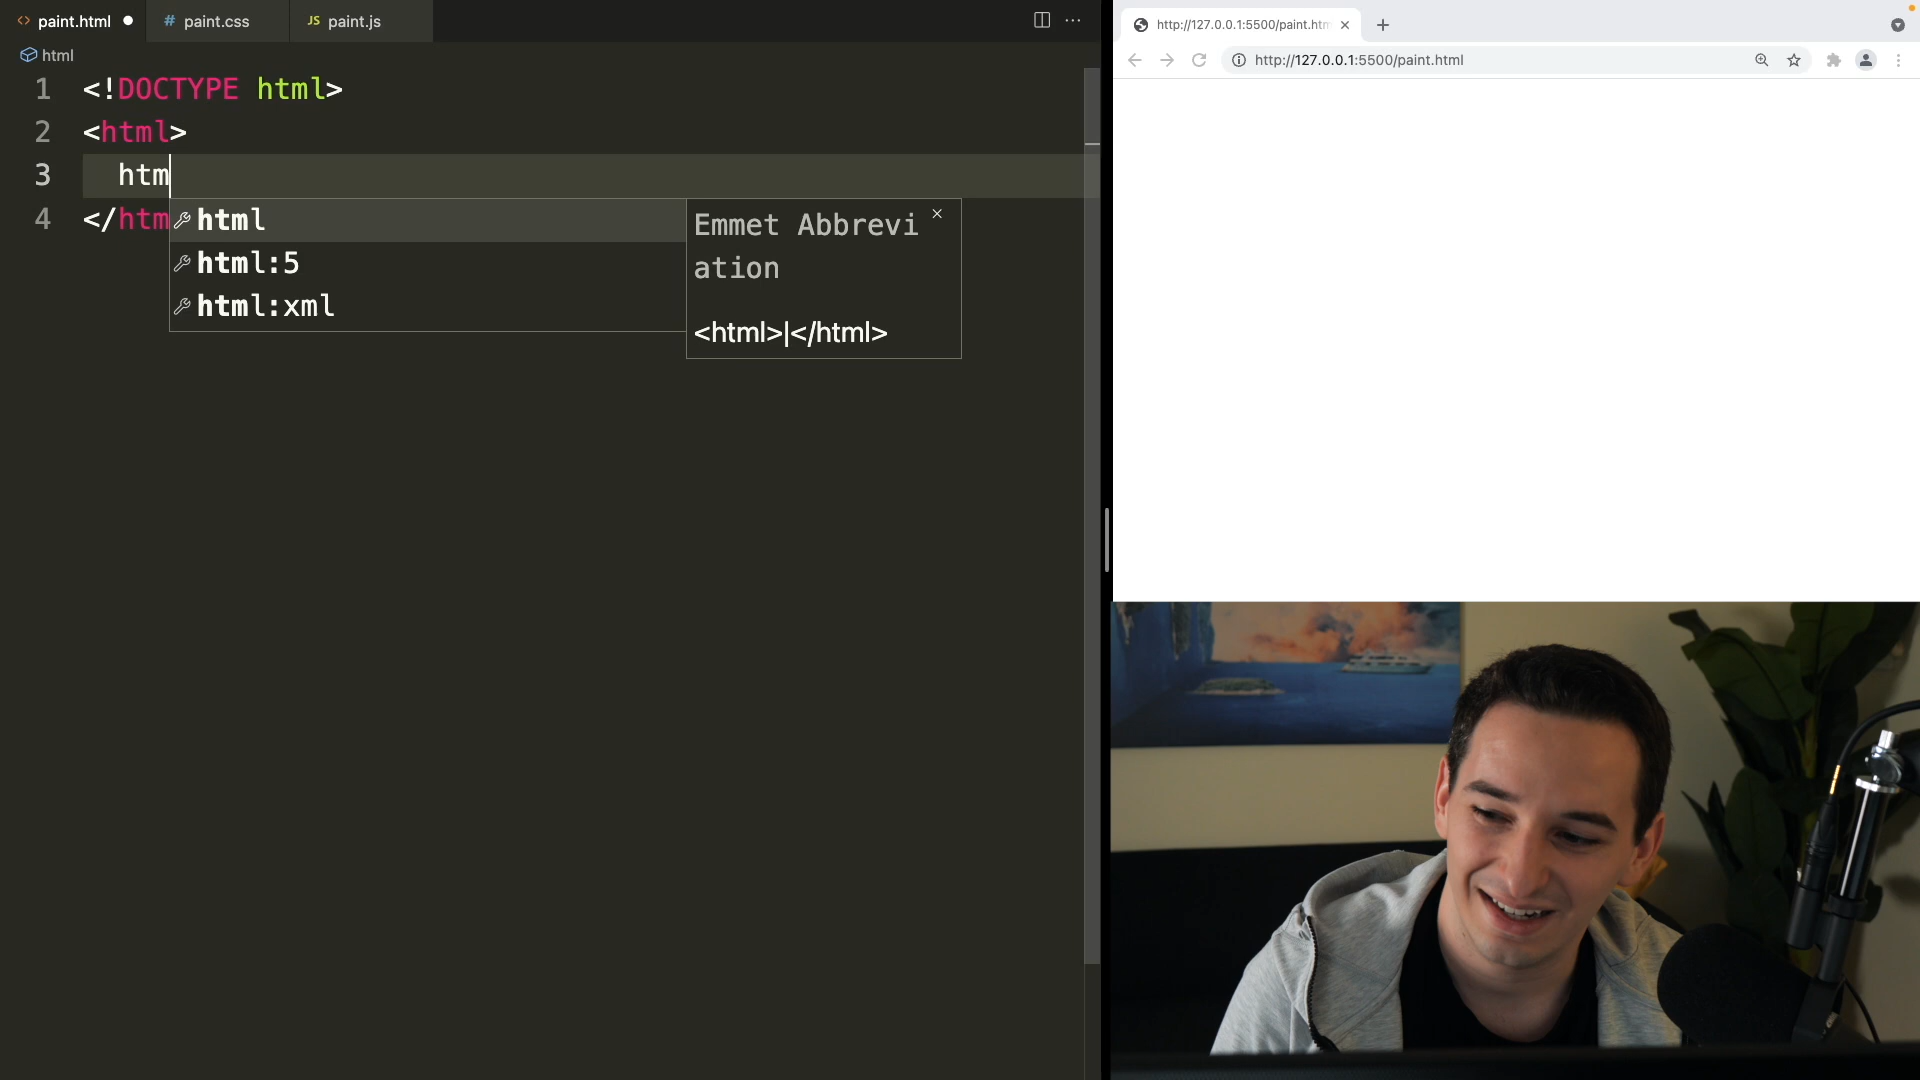 <> paint.html
# paint.css
JS paint.js
html
1 <!DOCTYPE html>
2 <html>
3 htm
4 </htm
html
html:5
html:xml
Emmet Abbrevi
ation
<html>|</html>
http://127.0.0.1:5500/paint.htm
http://127.0.0.1:5500/paint.html